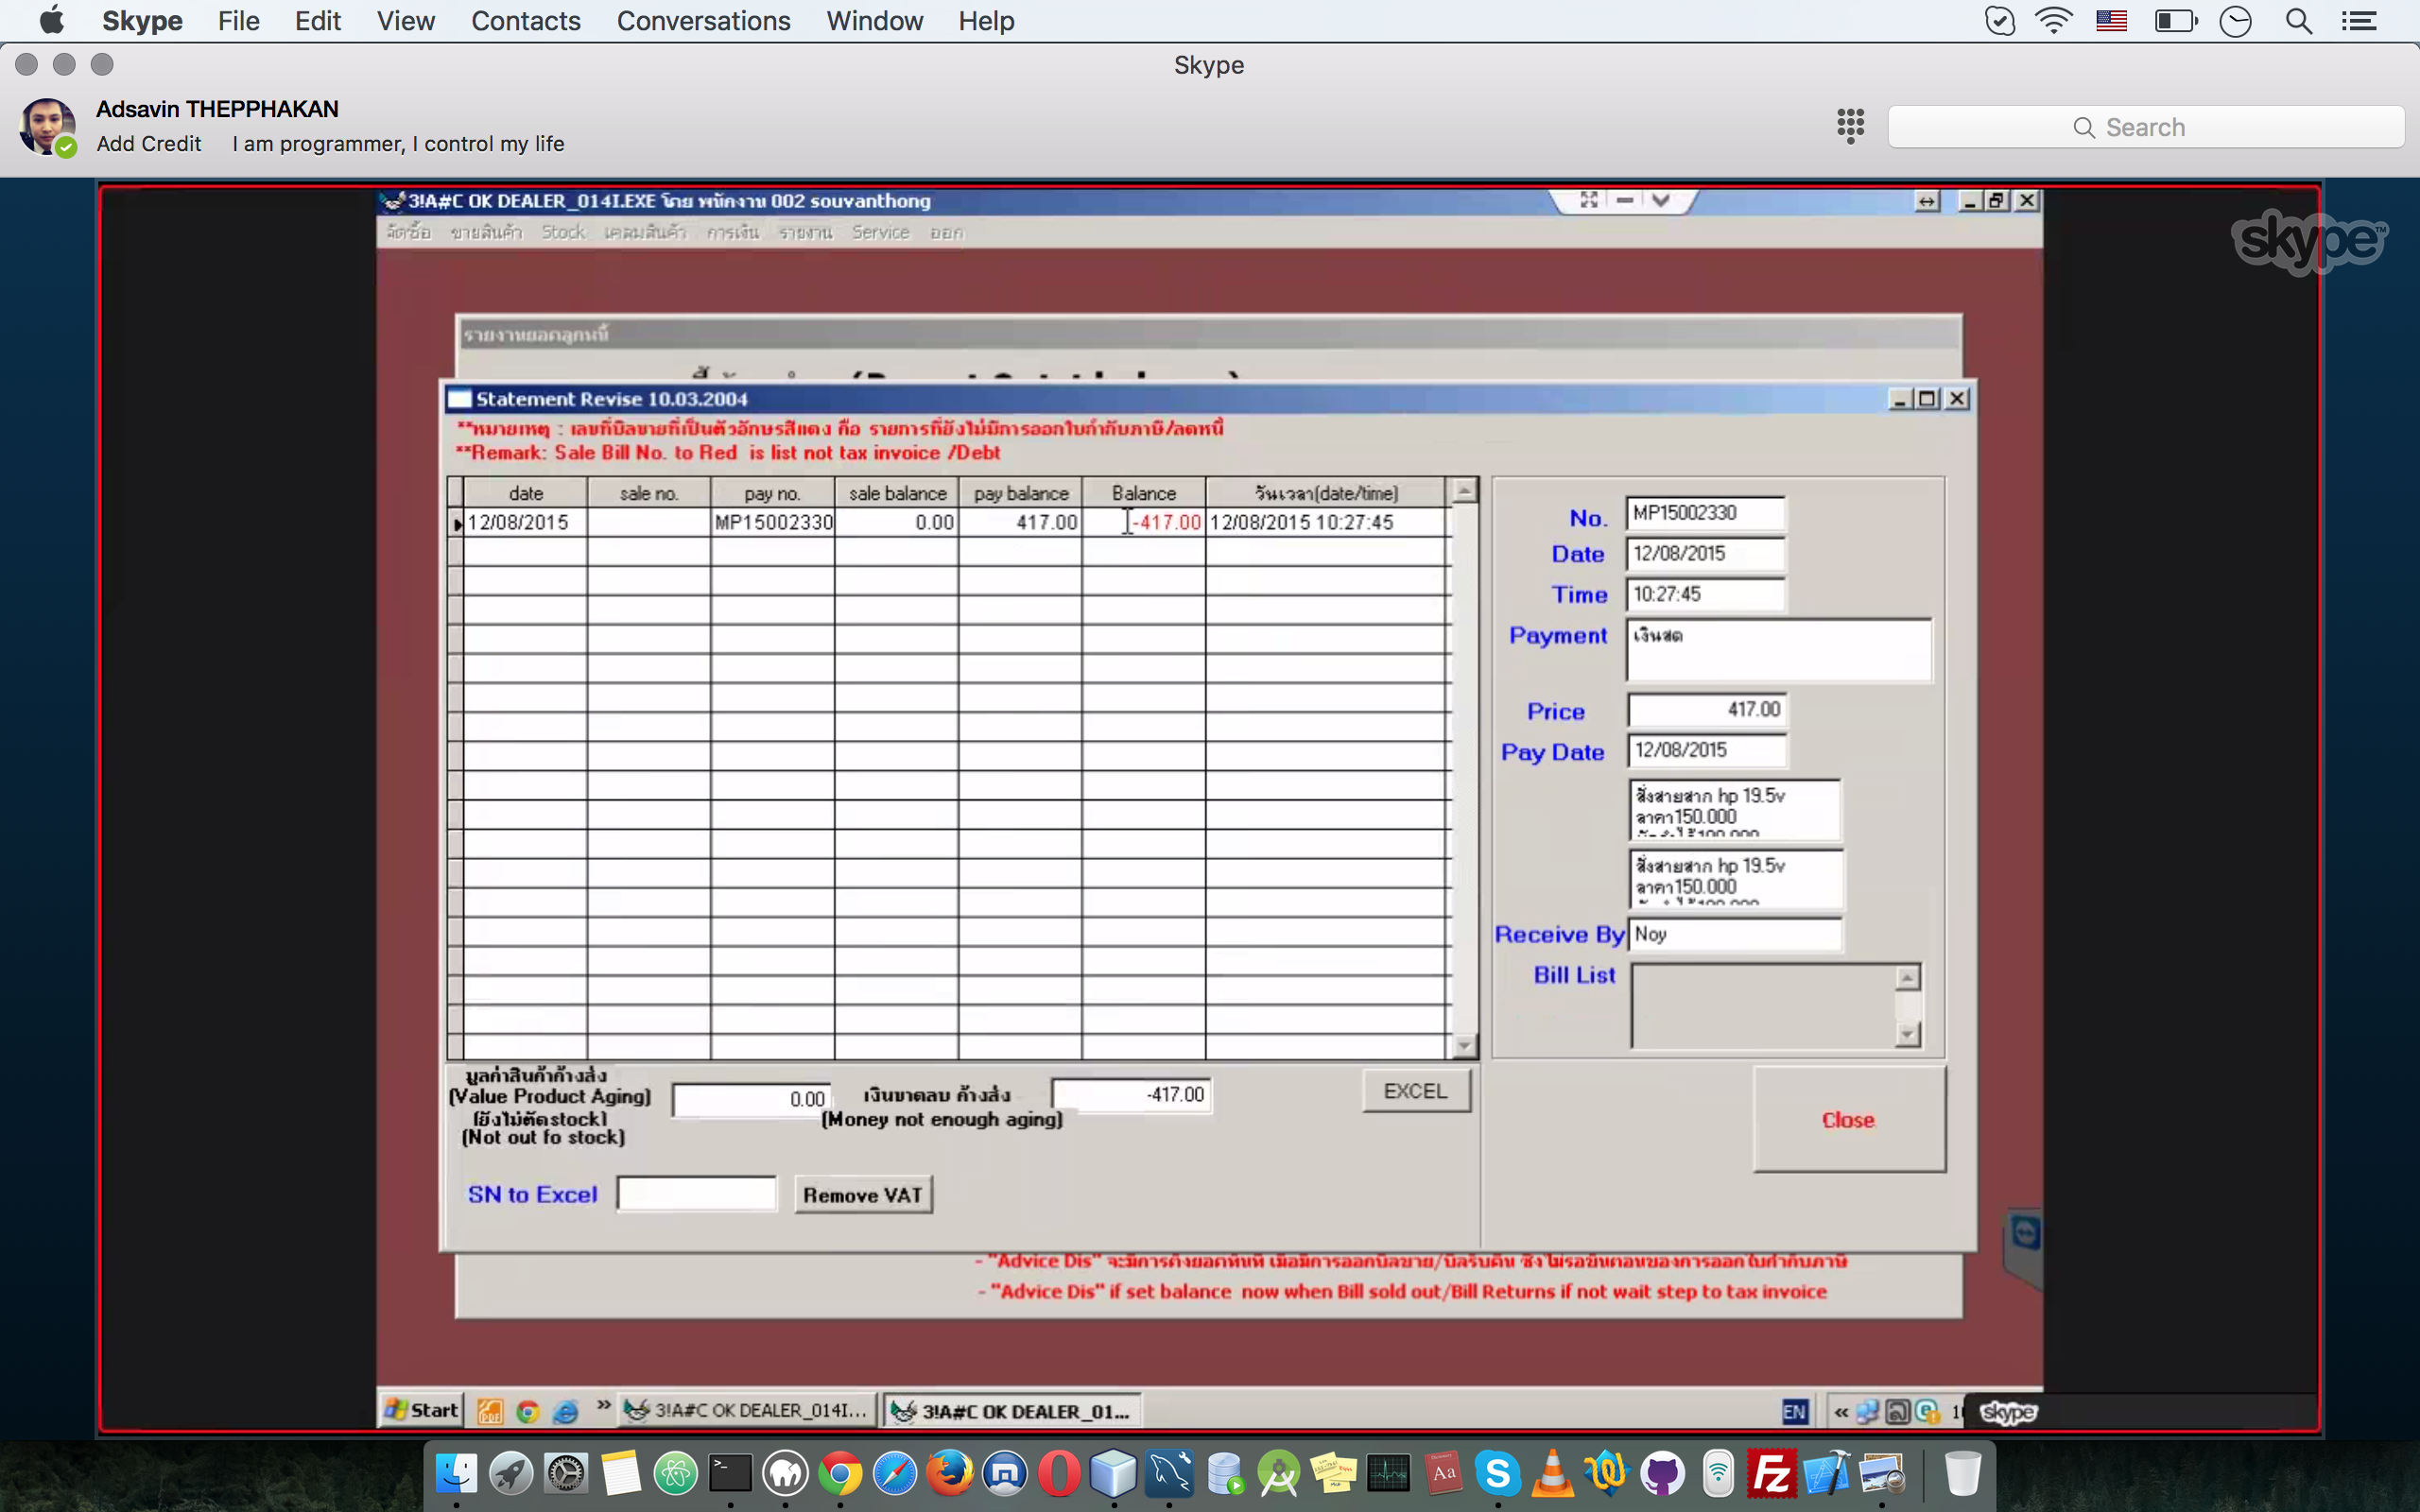 Skype File Edit View Contacts Conversations Window Help
Skype
Adsavin THEPPHAKAN
Add Credit I am programmer, I control my life
Search
3!A#C OK DEALER_014I.EXE โดย พนักงาน 002 souvanthong
จัดซื้อ ขายสินค้า Stock เคลมสินค้า การเงิน รายงาน Service ออก
skype™
รายงานยอดลูกหนี้
Statement Revise 10.03.2004
**หมายเหตุ : เลขที่บิลขายที่เป็นตัวอักษรสีแดง คือ รายการที่ยังไม่มีการออกใบกำกับภาษี/ลดหนี้
**Remark: Sale Bill No. to Red is list not tax invoice /Debt
date sale no. pay no. sale balance pay balance Balance วันเวลา(date/time)
12/08/2015 MP15002330 0.00 417.00 -417.00 12/08/2015 10:27:45
No. MP15002330
Date 12/08/2015
Time 10:27:45
Payment เงินสด
Price 417.00
Pay Date 12/08/2015
สั่งสายสาก hp 19.5v
ลาคา150.000
สั่งสายสาก hp 19.5v
ลาคา150.000
Receive By Noy
Bill List
มูลค่าสินค้าค้างส่ง
(Value Product Aging) 0.00
(ยังไม่ตัดstock)
(Not out fo stock)
เงินขาดลบ ค้างส่ง -417.00
(Money not enough aging)
EXCEL
Close
SN to Excel Remove VAT
- "Advice Dis" จะมีการดึงยอดทันที เมื่อมีการออกบิลขาย/บิลรับคืน ซึ่งไม่รอขั้นตอนของการออกใบกำกับภาษี
- "Advice Dis" if set balance now when Bill sold out/Bill Returns if not wait step to tax invoice
Start PDF » 3!A#C OK DEALER_014I... 3!A#C OK DEALER_01... EN « skype